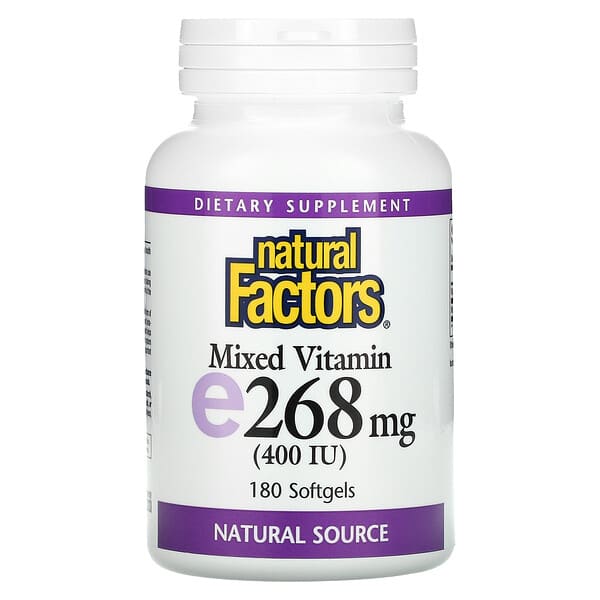 DIETARY SUPPLEMENT
natural
Factors®
Mixed Vitamin
e268 mg
(400 IU)
180 Softgels
NATURAL SOURCE